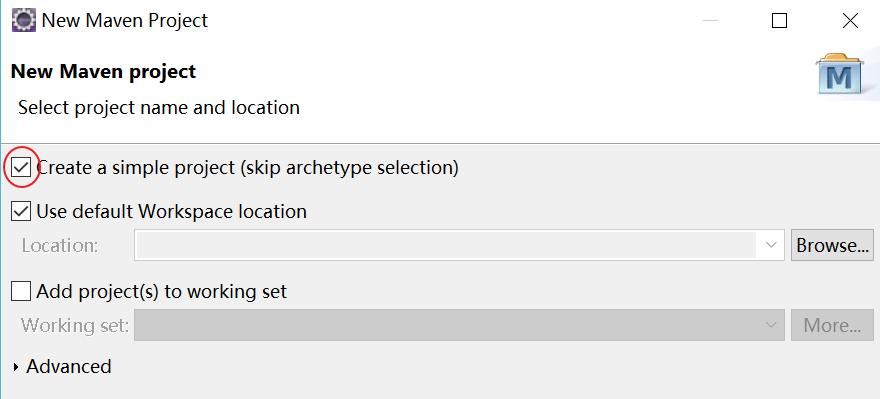 New Maven Project
New Maven project
Select project name and location
M
Create a simple project (skip archetype selection)
Use default Workspace location
Location:
Browse...
Add project(s) to working set
Working set:
More...
Advanced